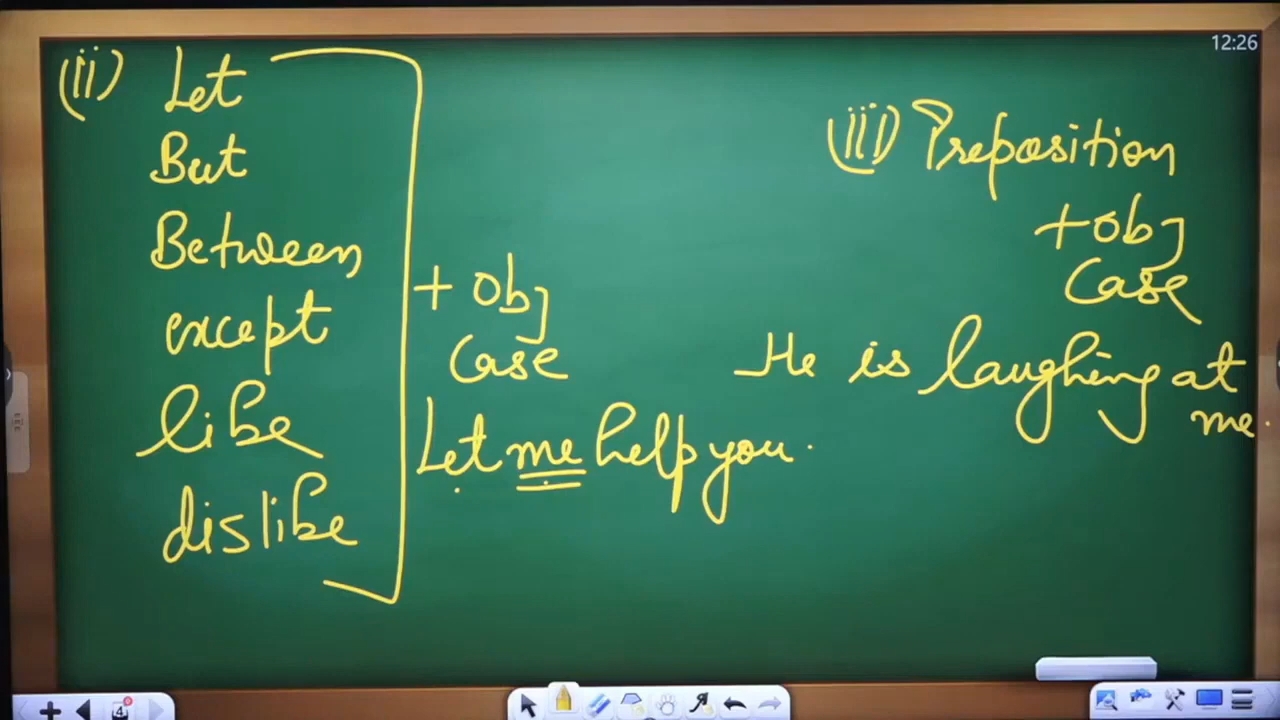 12:26
(ii) Let
But
Between
except
like
dislike
+ obj
Case
Let me help you.
(iii) Preposition
+ obj
Case
He is laughing at
me.
4